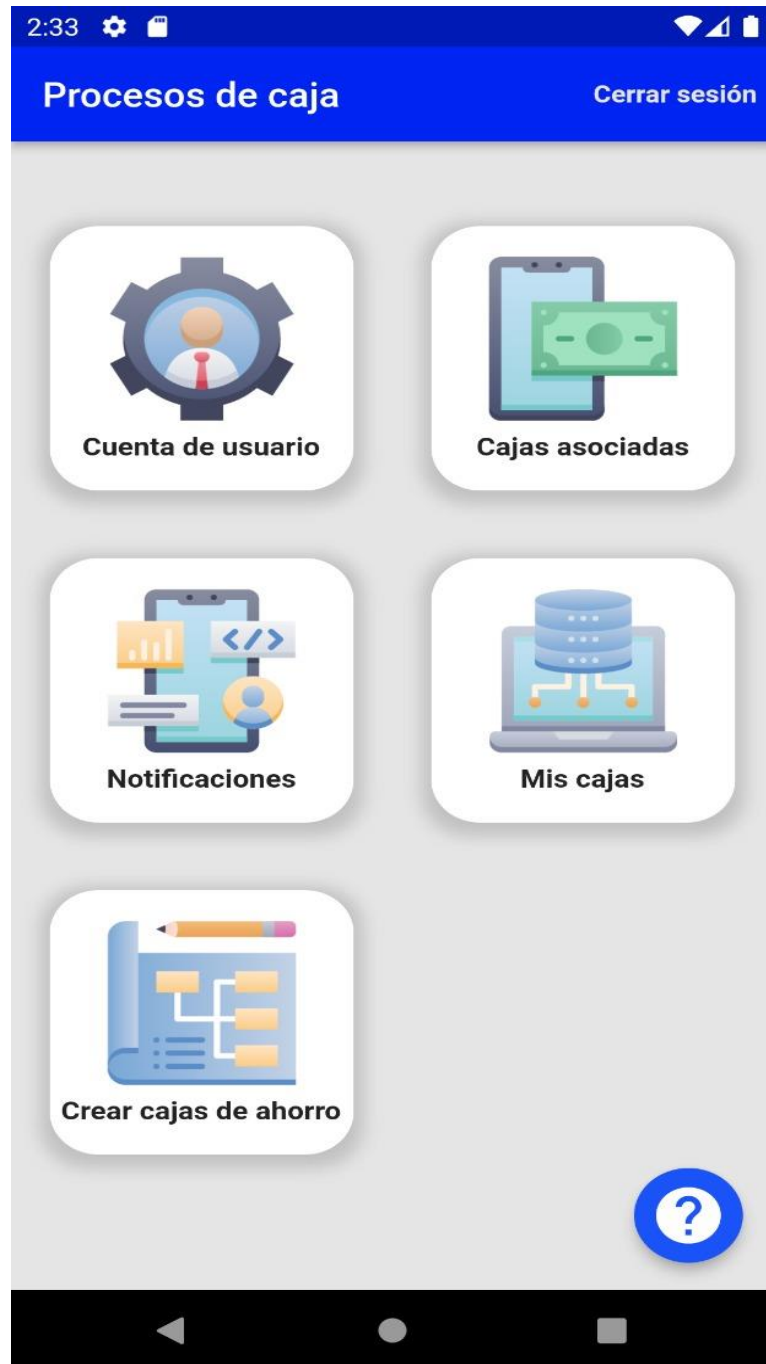 2:33
Procesos de caja
Cerrar sesión
Cuenta de usuario
Cajas asociadas
</>
Notificaciones
Mis cajas
Crear cajas de ahorro
?